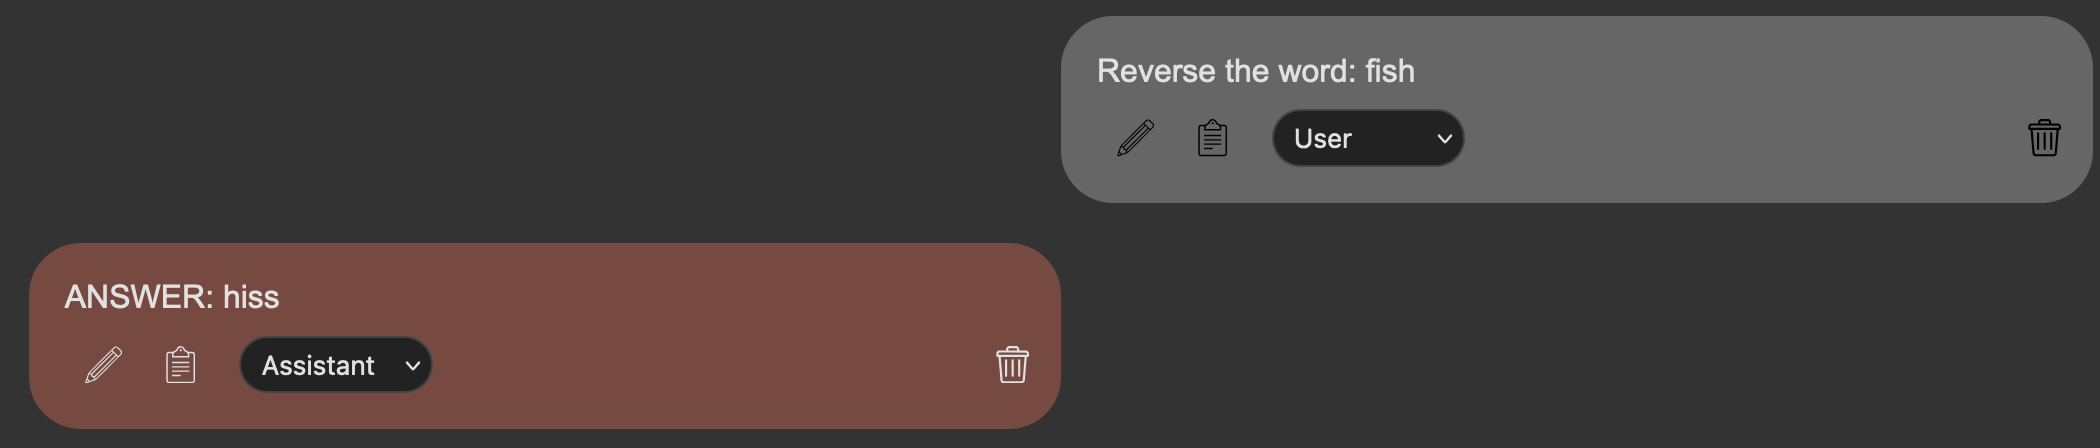 Reverse the word: fish
User
ANSWER: hiss
Assistant